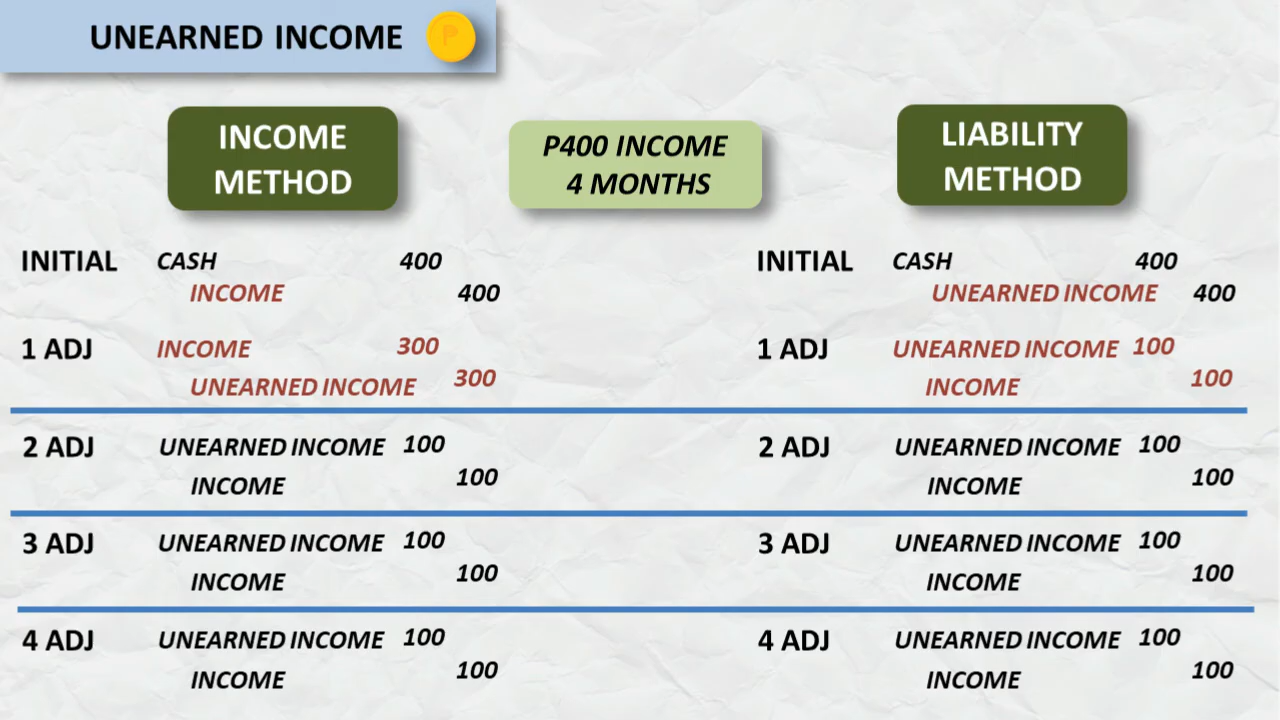 UNEARNED INCOME P
INCOME
METHOD
P400 INCOME
4 MONTHS
LIABILITY
METHOD
INITIAL CASH 400
INCOME 400
1 ADJ INCOME 300
UNEARNED INCOME 300
2 ADJ UNEARNED INCOME 100
INCOME 100
3 ADJ UNEARNED INCOME 100
INCOME 100
4 ADJ UNEARNED INCOME 100
INCOME 100
INITIAL CASH 400
UNEARNED INCOME 400
1 ADJ UNEARNED INCOME 100
INCOME 100
2 ADJ UNEARNED INCOME 100
INCOME 100
3 ADJ UNEARNED INCOME 100
INCOME 100
4 ADJ UNEARNED INCOME 100
INCOME 100